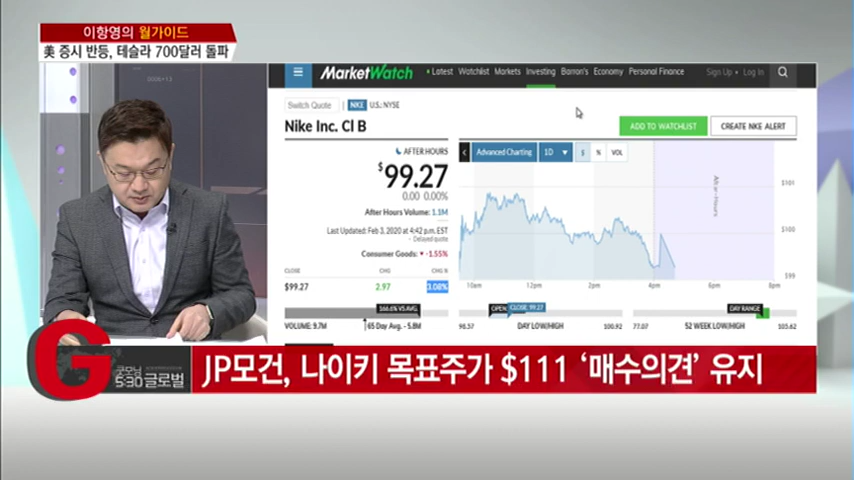 이항영의 월가이드
美 증시 반등, 테슬라 700달러 돌파
MarketWatch
Latest Watchlist Markets Investing Barron's Economy Personal Finance
Sign Up • Log In
Switch Quote | NIKE U.S.: NYSE
Nike Inc. Cl B
ADD TO WATCHLIST
CREATE NKE ALERT
AFTER HOURS
$99.27
0.00 0.00%
After Hours Volume: 1.1M
Last Updated: Feb 3, 2020 at 4:42 p.m. EST
Delayed quote
Consumer Goods: ▼ -1.55%
CLOSE CHG CHG %
$99.27 2.97 3.08%
< Advanced Charting 1D ▼ $ % VOL
After-Hours
$101
$100
$99
10am 12pm 2pm 4pm 6pm 8pm
166.6% VS AVG.
VOLUME: 9.7M 65 Day Avg. - 5.8M
OPEN: CLOSE: 99.27
98.37 DAY LOW/HIGH 100.92
DAY RANGE
77.07 52 WEEK LOW/HIGH 105.62
G
굿모닝
5:30 글로벌
JP모건, 나이키 목표주가 $111 ‘매수의견’ 유지